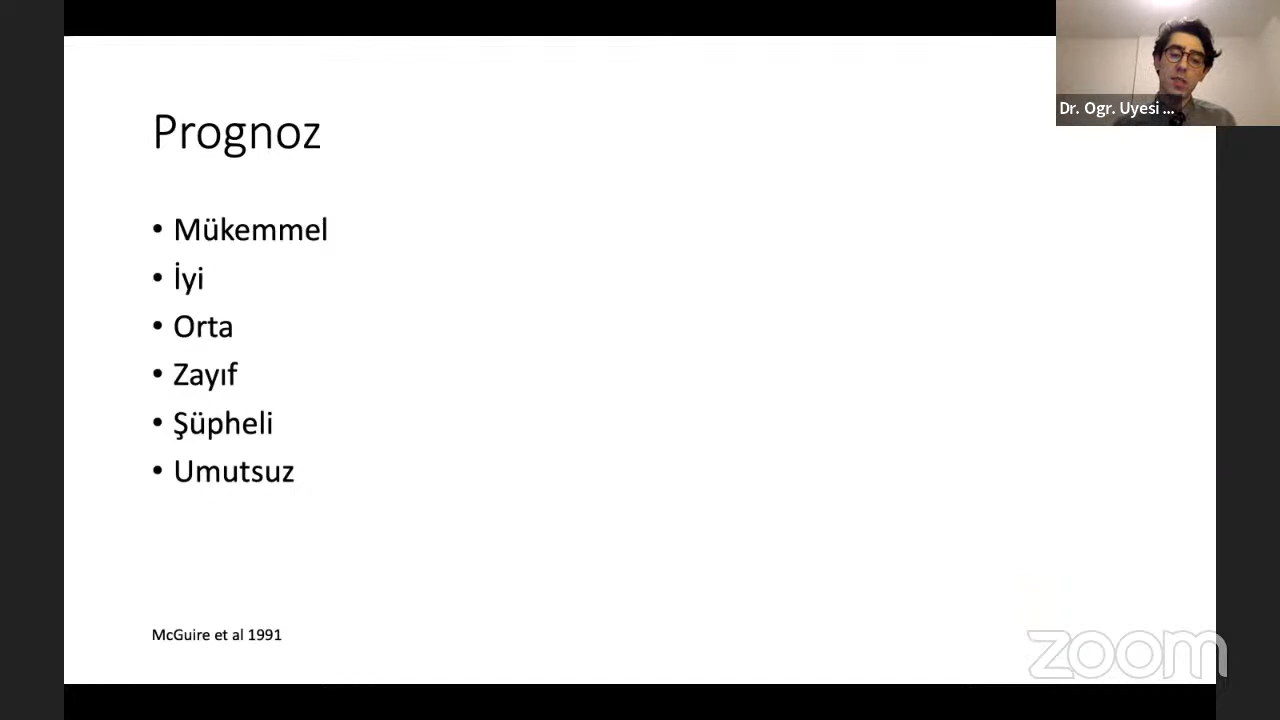 Dr. Ogr. Uyesi ...
Prognoz
• Mükemmel
• İyi
• Orta
• Zayıf
• Şüpheli
• Umutsuz
McGuire et al 1991
zoom